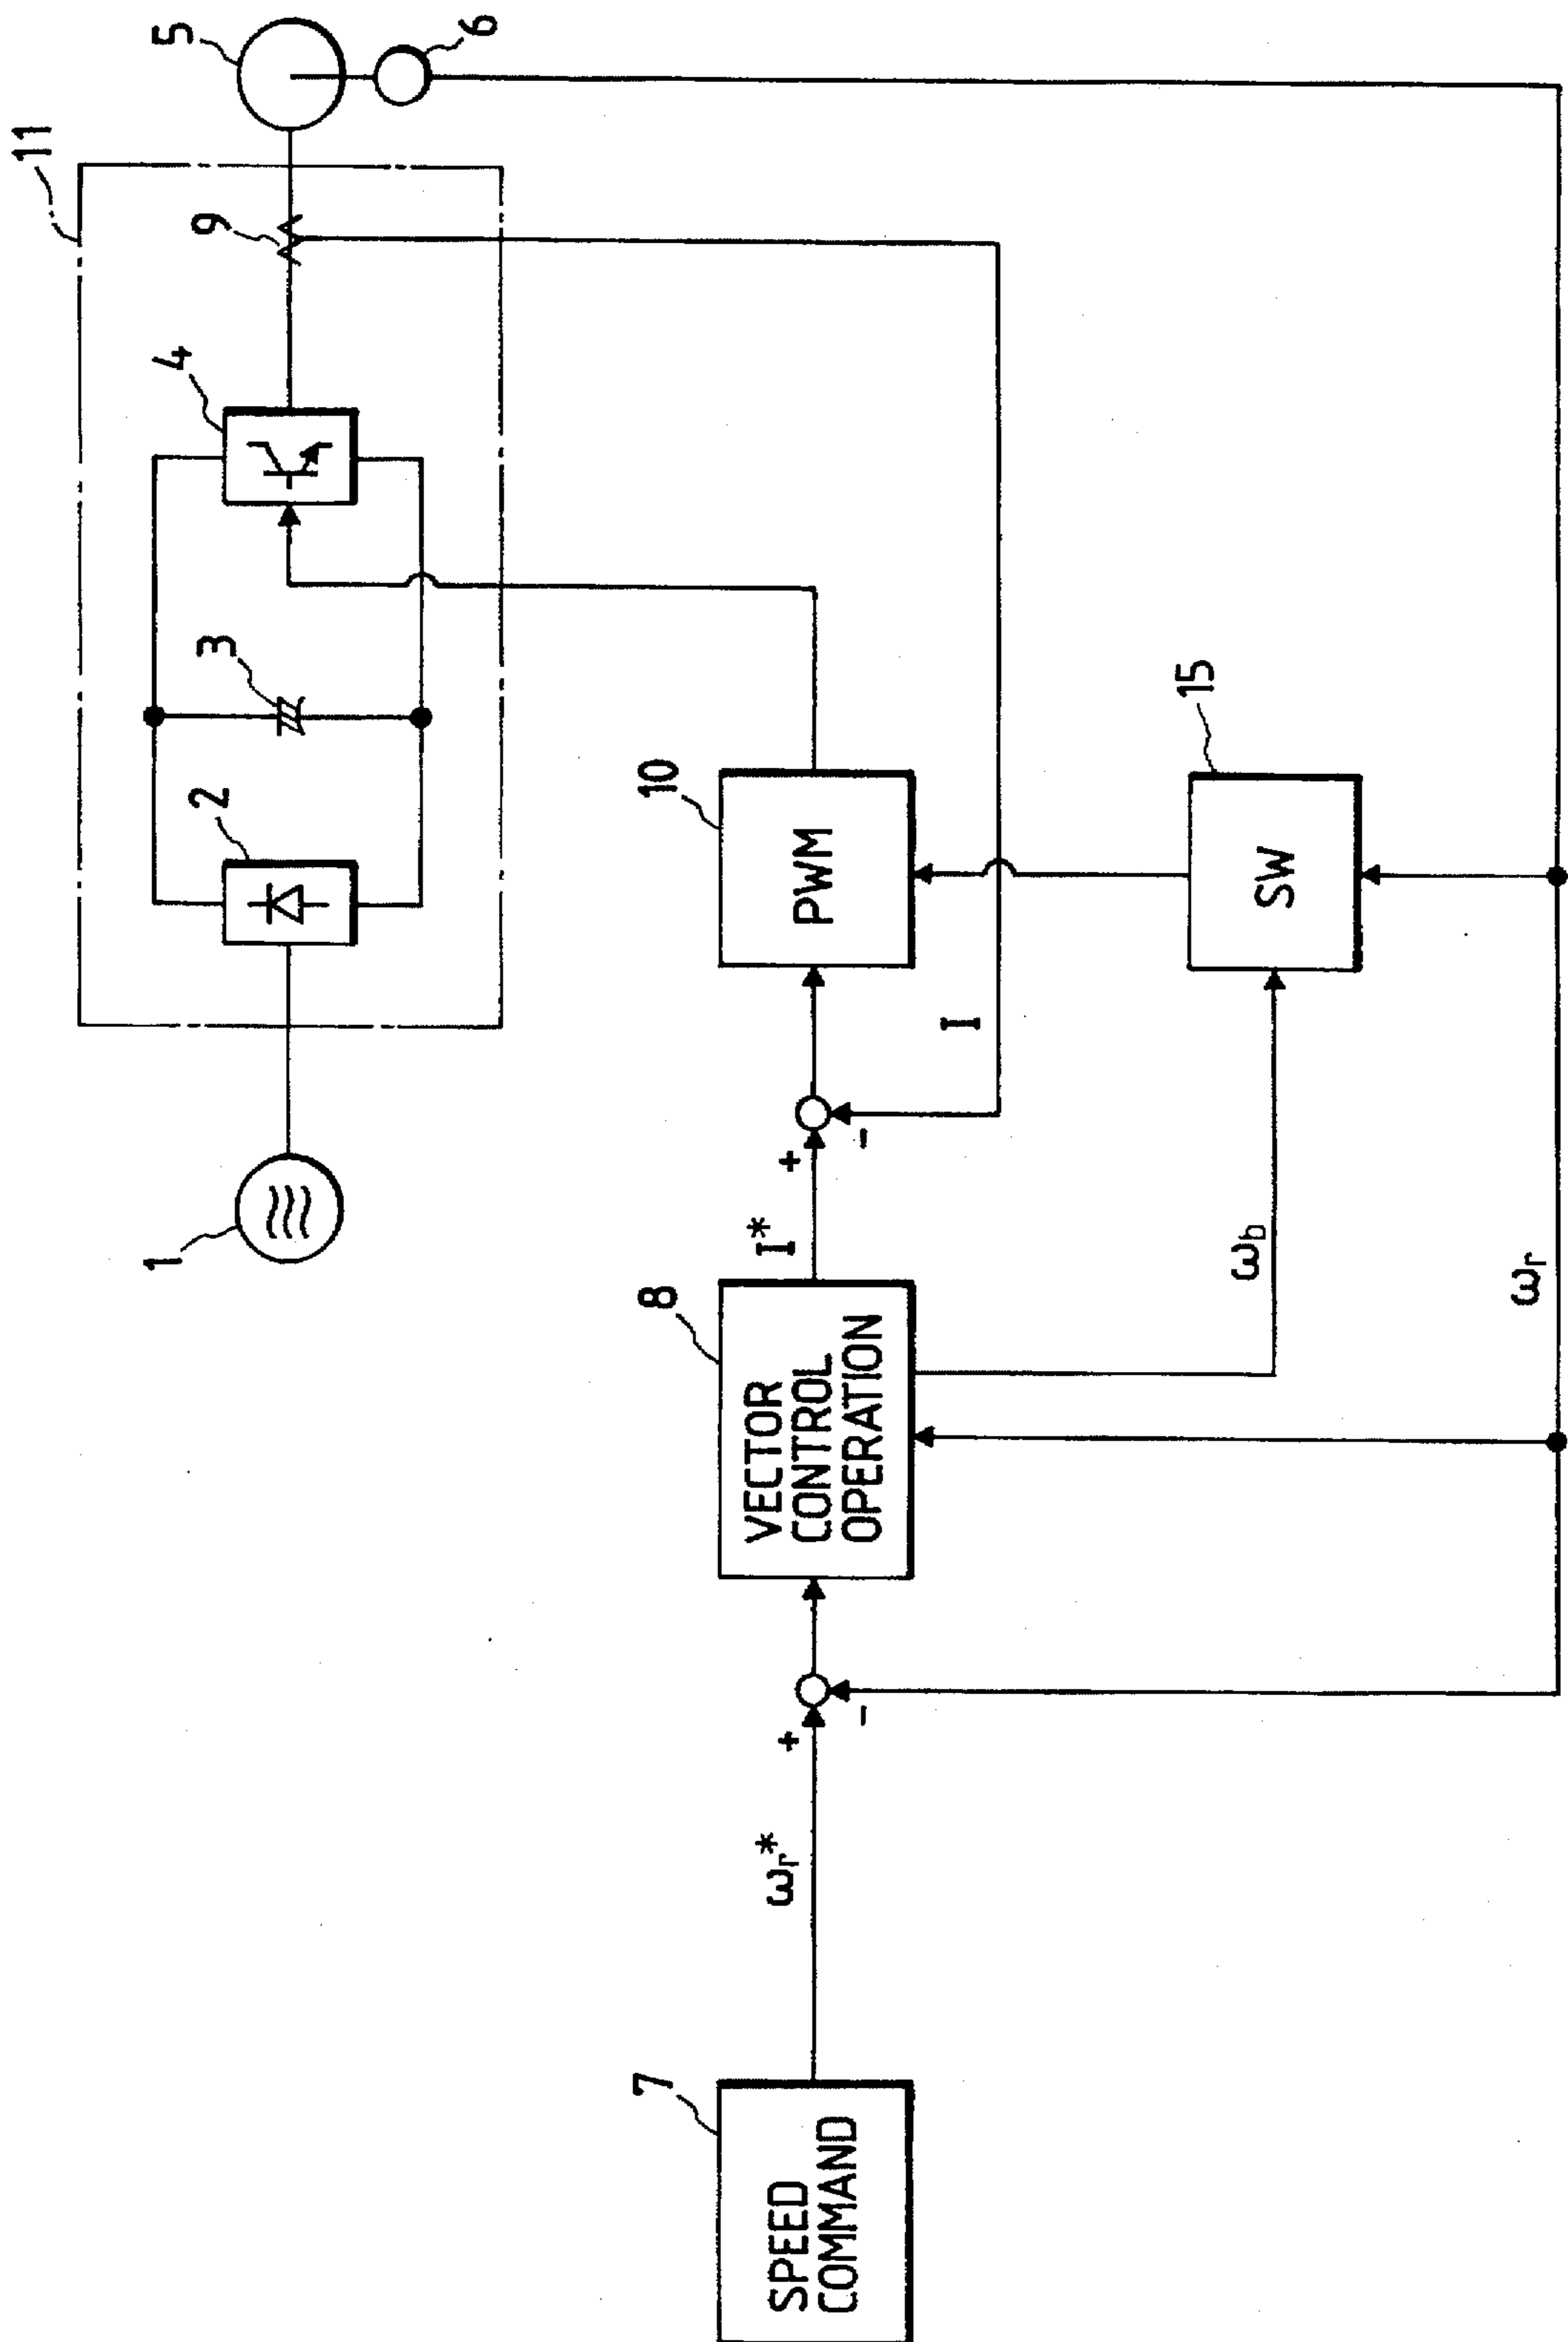 11
5
6
9
4
3
2
1
10
PWM
15
SW
I
8
VECTOR
CONTROL
OPERATION
I*
+
-
ωb
ωr
7
SPEED
COMMAND
ωr*
+
-